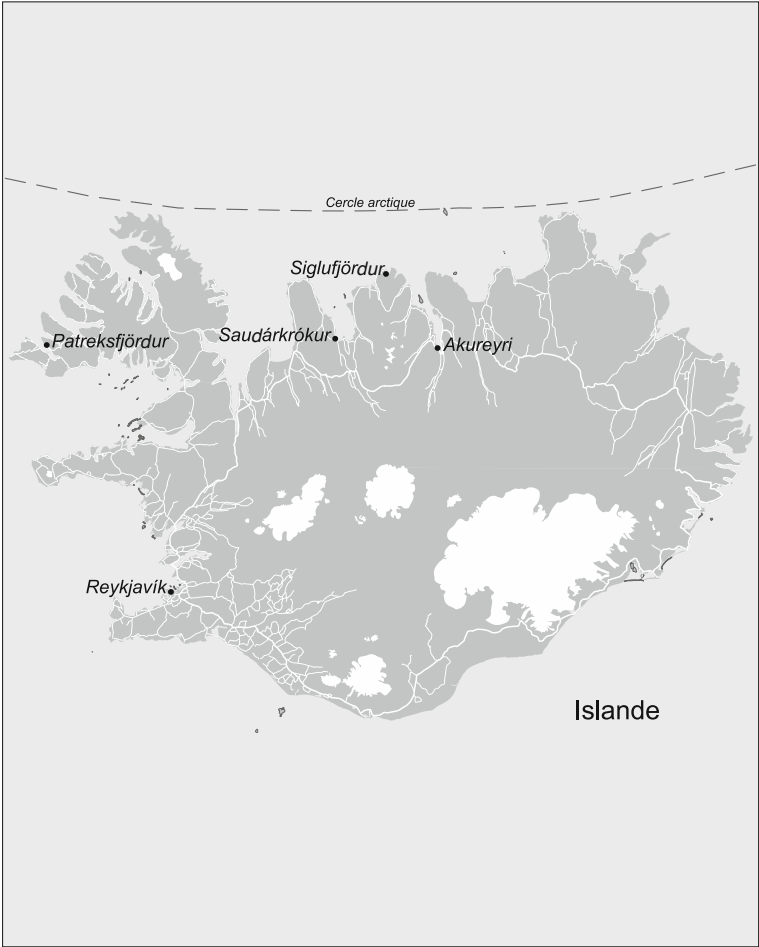 Cercle arctique
Siglufjördur
Saudárkrókur
Patreksfjördur
Akureyri
Reykjavík
Islande